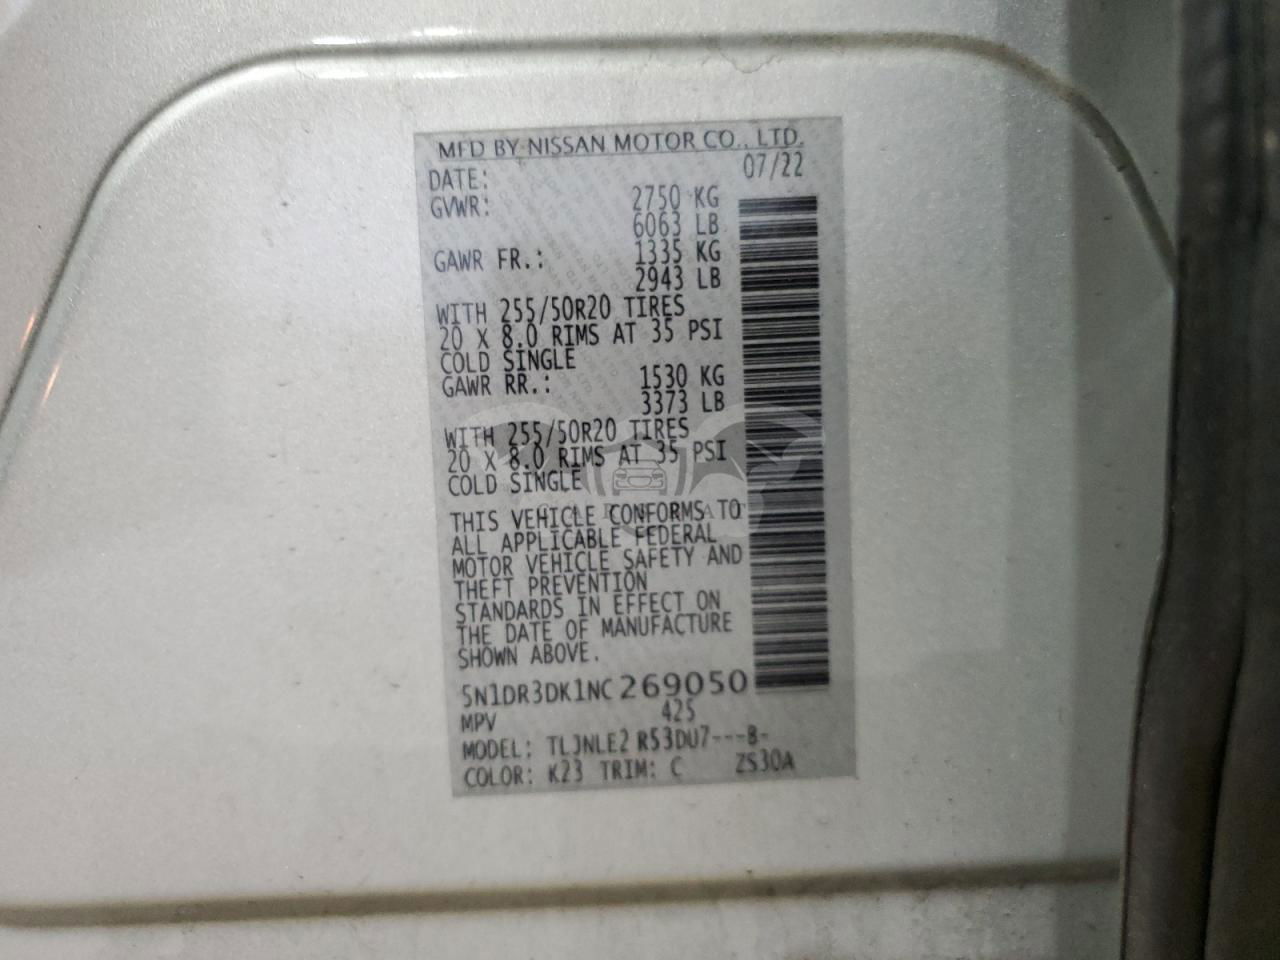 MFD BY NISSAN MOTOR CO., LTD.
DATE: 07/22
GVWR: 2750 KG
6063 LB
GAWR FR.: 1335 KG
2943 LB
WITH 255/50R20 TIRES
20 X 8.0 RIMS AT 35 PSI
COLD SINGLE
GAWR RR.: 1530 KG
3373 LB
WITH 255/50R20 TIRES
20 X 8.0 RIMS AT 35 PSI
COLD SINGLE
THIS VEHICLE CONFORMS TO
ALL APPLICABLE FEDERAL
MOTOR VEHICLE SAFETY AND
THEFT PREVENTION
STANDARDS IN EFFECT ON
THE DATE OF MANUFACTURE
SHOWN ABOVE.
5N1DR3DK1NC269050
MPV 425
MODEL: TLJNLE2 R53DU7---B-
COLOR: K23 TRIM: C ZS30A